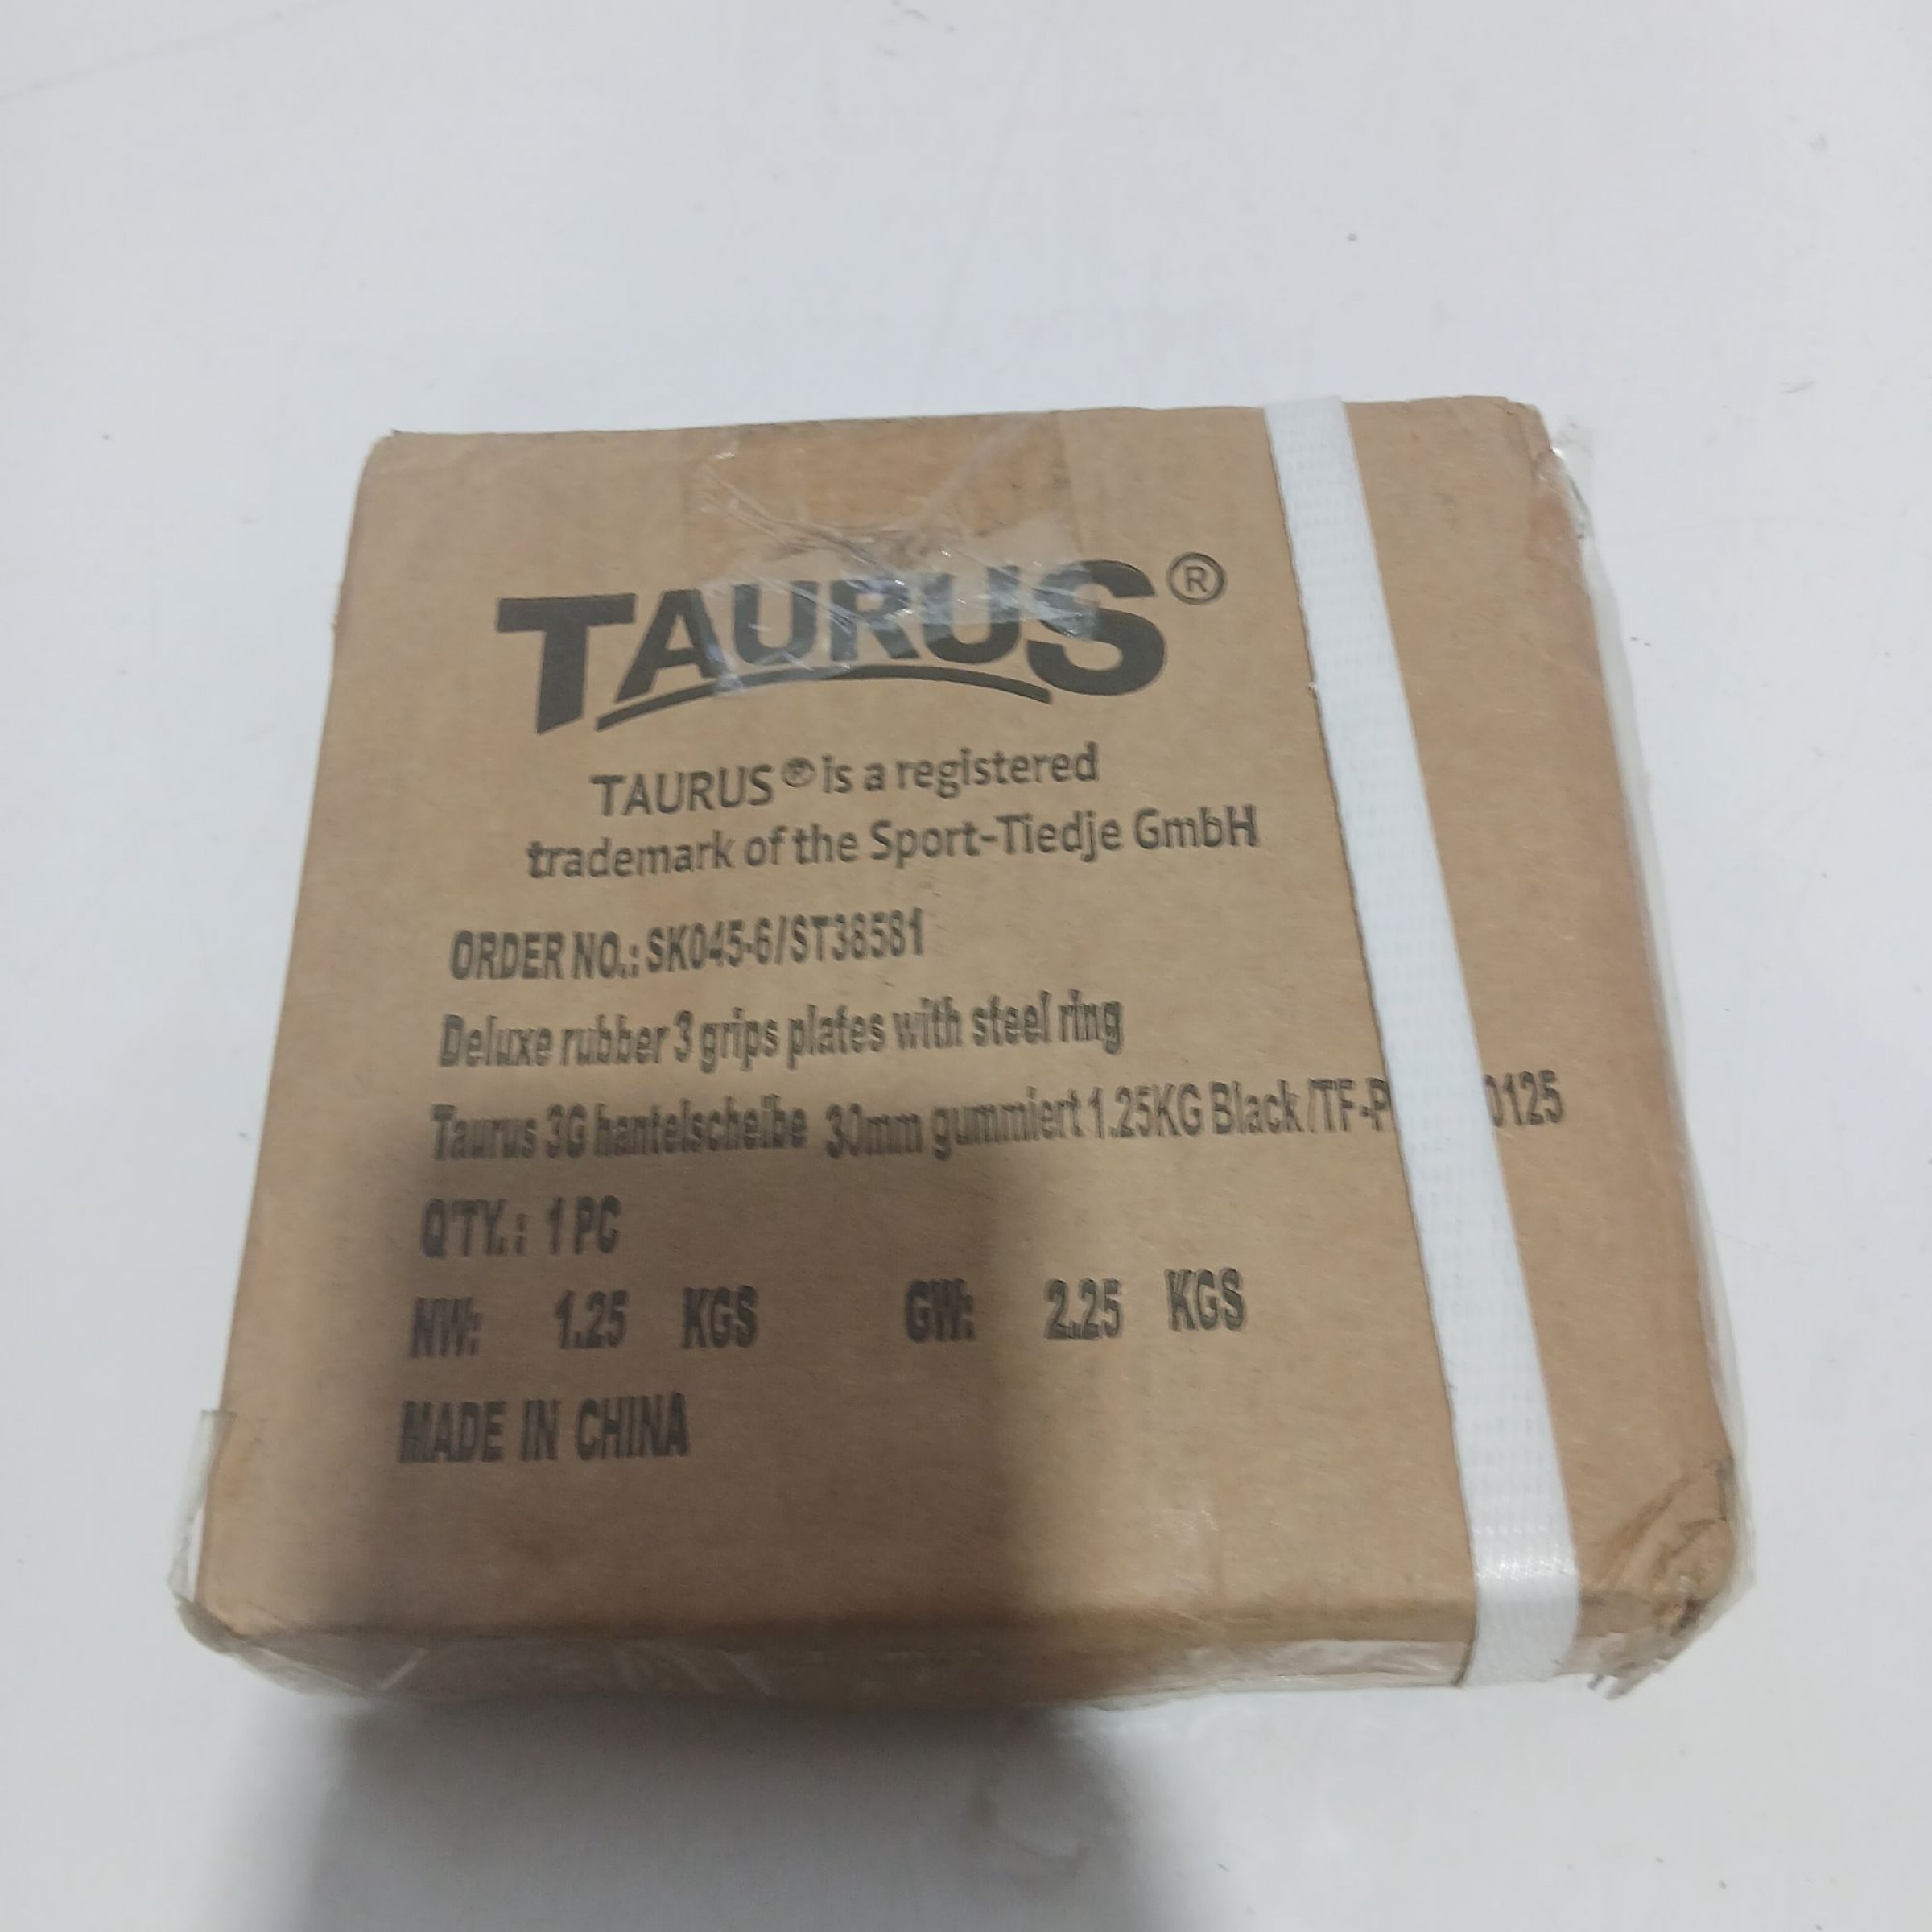 TAURUS®
TAURUS® is a registered
trademark of the Sport-Tiedje GmbH
ORDER NO.: SK045-6/ST38581
Deluxe rubber 3 grips plates with steel ring
Taurus 3G hantelscheibe 30mm gummiert 1.25KG Black /TF-P 0125
Q'TY.: 1 PC
NW: 1.25 KGS GW: 2.25 KGS
MADE IN CHINA